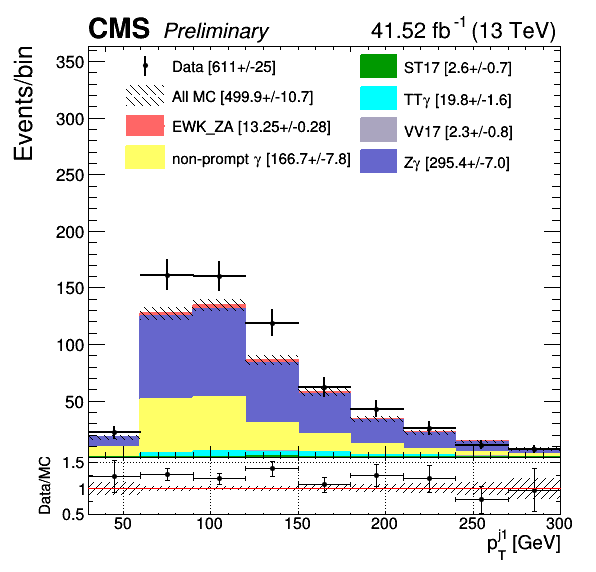 CMS Preliminary 41.52 fb⁻¹ (13 TeV)
Events/bin
350
300
250
200
150
100
50
Data [611+/-25]
All MC [499.9+/-10.7]
EWK_ZA [13.25+/-0.28]
non-prompt γ [166.7+/-7.8]
ST17 [2.6+/-0.7]
TTγ [19.8+/-1.6]
VV17 [2.3+/-0.8]
Zγ [295.4+/-7.0]
Data/MC
1.5
1
0.5
50 100 150 200 250 300
p_T^j1 [GeV]